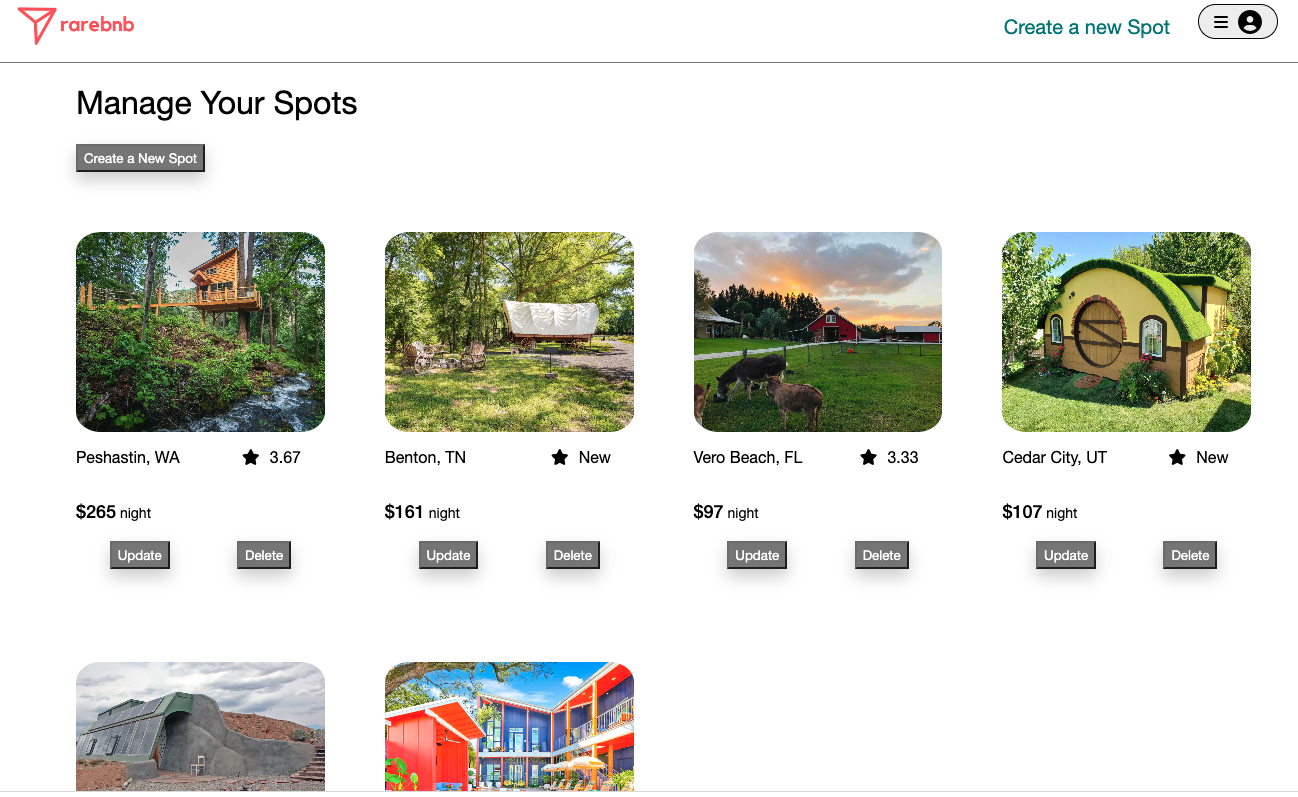 rarebnb
Create a new Spot
Manage Your Spots
Create a New Spot
Peshastin, WA 3.67
$265 night
Update Delete
Benton, TN New
$161 night
Update Delete
Vero Beach, FL 3.33
$97 night
Update Delete
Cedar City, UT New
$107 night
Update Delete